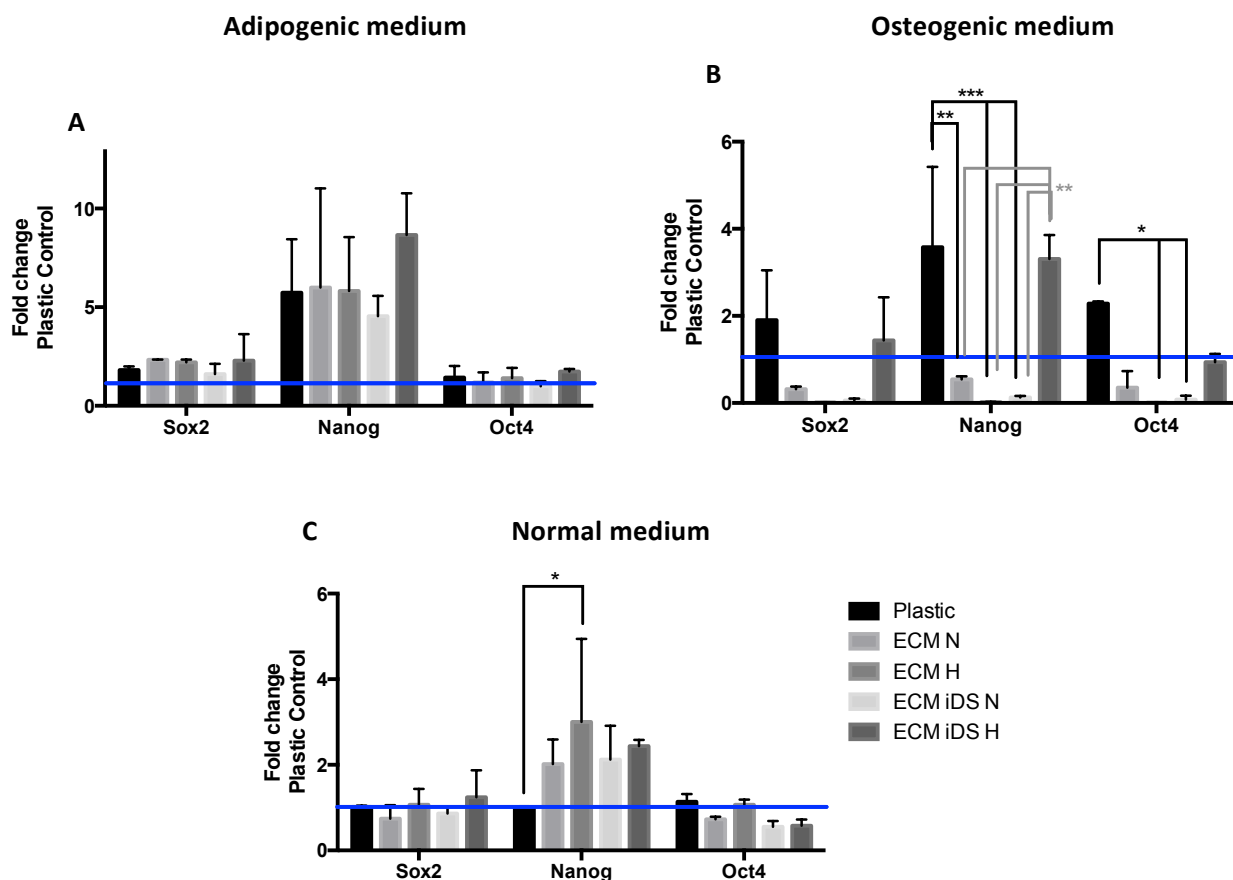 Adipogenic medium
Osteogenic medium
A
Fold change
Plastic Control
10
5
0
Sox2 Nanog Oct4
B
Fold change
Plastic Control
6
4
2
0
***
**
**
*
Sox2 Nanog Oct4
C
Normal medium
Fold change
Plastic Control
6
4
2
0
*
Sox2 Nanog Oct4
Plastic
ECM N
ECM H
ECM iDS N
ECM iDS H